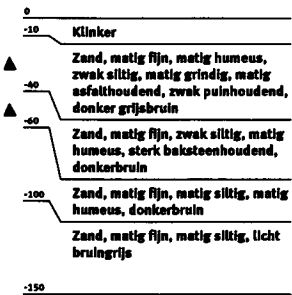 0
-10
Klinker
Zand, matig fijn, matig humeus,
zwak siltig, matig grindig, matig
asfalthoudend, zwak puinhoudend,
donker grijsbruin
-40
-60
Zand, matig fijn, zwak siltig, matig
humeus, sterk baksteenhoudend,
donkerbruin
-100
Zand, matig fijn, matig siltig, matig
humeus, donkerbruin
Zand, matig fijn, matig siltig, licht
bruingrijs
-150